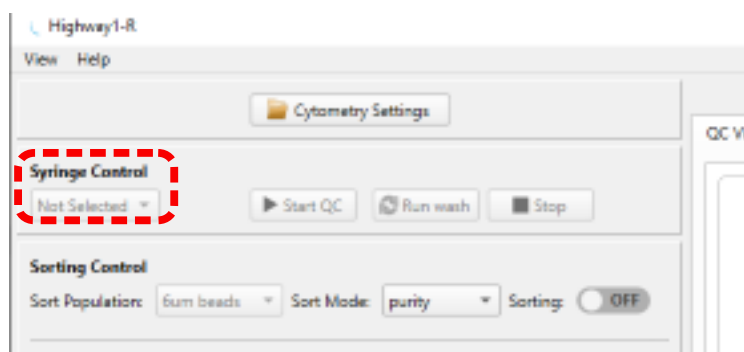 Highway1-R
View Help
Cytometry Settings
QC Vi
Syringe Control
Not Selected Start QC Run wash Stop
Sorting Control
Sort Population: 6um beads Sort Mode: purity Sorting: OFF